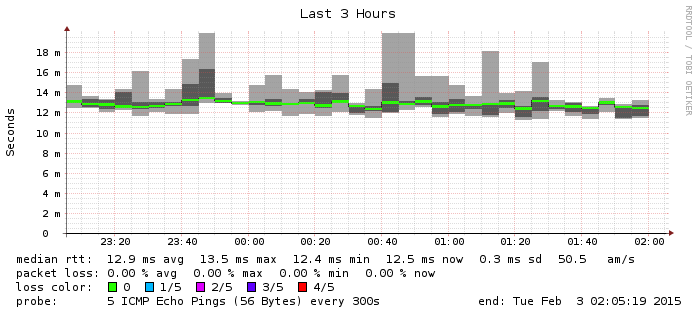 Last 3 Hours
RRDTOOL / TOBI OETIKER
Seconds
18 m
16 m
14 m
12 m
10 m
8 m
6 m
4 m
2 m
0
23:20 23:40 00:00 00:20 00:40 01:00 01:20 01:40 02:00
median rtt: 12.9 ms avg 13.5 ms max 12.4 ms min 12.5 ms now 0.3 ms sd 50.5 am/s
packet loss: 0.00 % avg 0.00 % max 0.00 % min 0.00 % now
loss color: 0 1/5 2/5 3/5 4/5
probe: 5 ICMP Echo Pings (56 Bytes) every 300s end: Tue Feb 3 02:05:19 2015